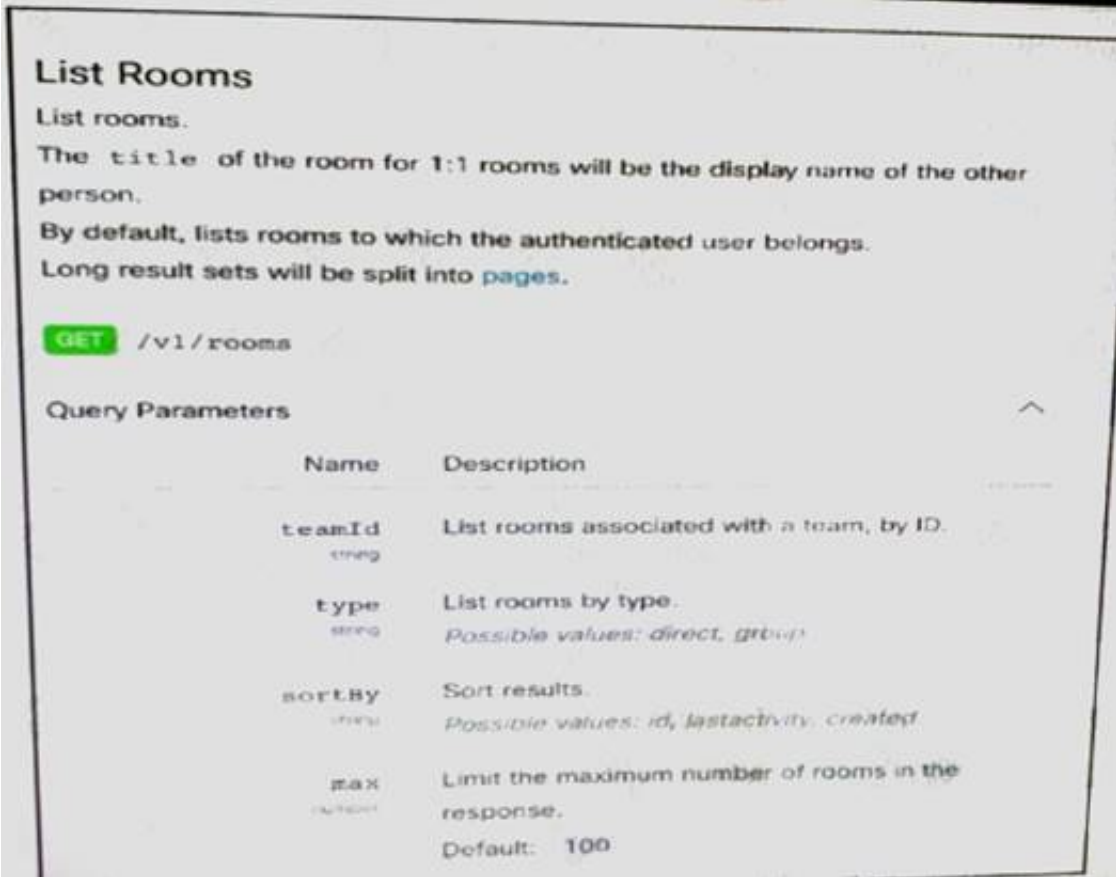 List Rooms
List rooms.
The title of the room for 1:1 rooms will be the display name of the other
person.
By default, lists rooms to which the authenticated user belongs.
Long result sets will be split into pages.
GET /v1/rooms
Query Parameters
Name Description
teamId List rooms associated with a team, by ID.
string
type List rooms by type.
string Possible values: direct, group
sortBy Sort results.
string Possible values: id, lastactivity, created
max Limit the maximum number of rooms in the
response.
Default: 100